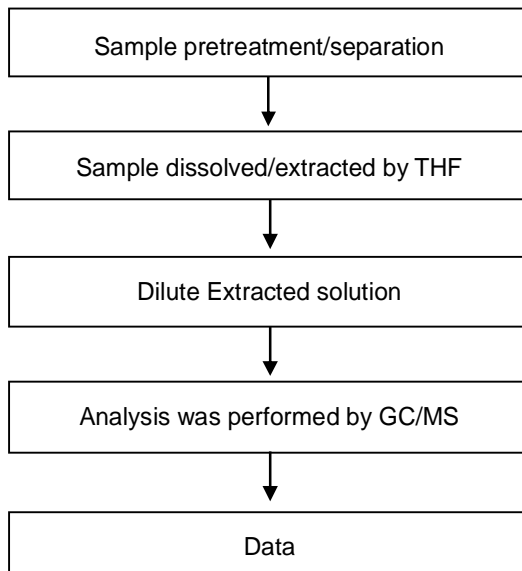 Sample pretreatment/separation
Sample dissolved/extracted by THF
Dilute Extracted solution
Analysis was performed by GC/MS
Data